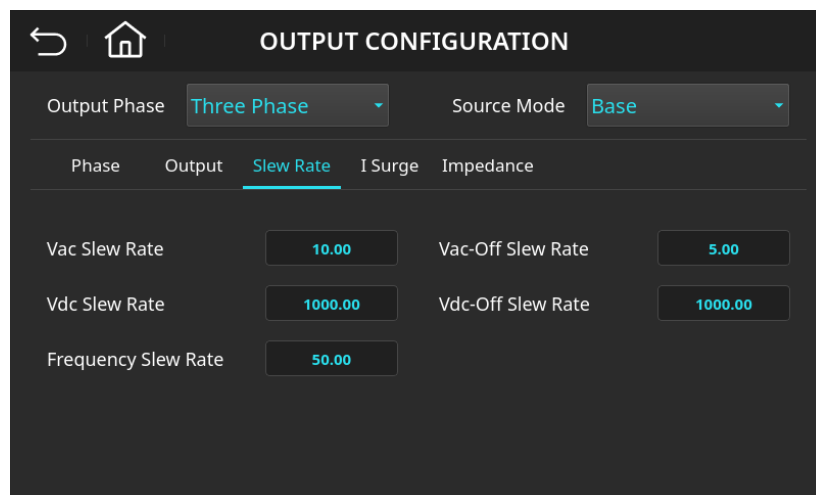 OUTPUT CONFIGURATION
Output Phase Three Phase Source Mode Base
Phase Output Slew Rate I Surge Impedance
Vac Slew Rate 10.00 Vac-Off Slew Rate 5.00
Vdc Slew Rate 1000.00 Vdc-Off Slew Rate 1000.00
Frequency Slew Rate 50.00